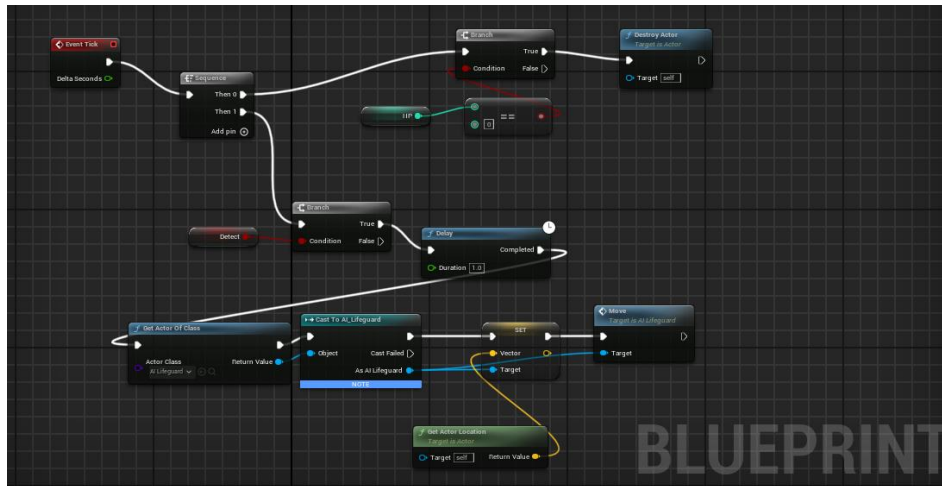 Event Tick
Delta Seconds
Sequence
Then 0
Then 1
Add pin
Branch
True
Condition
False
Destroy Actor
Target is Actor
Target self
HP
0
==
Branch
True
Detect
Condition
False
Delay
Completed
Duration 1.0
Get Actor Of Class
Actor Class
Return Value
AI Lifeguard
Cast To AI_Lifeguard
Object
Cast Failed
As AI Lifeguard
NOTE
SET
Vector
Target
Move
Target is AI Lifeguard
Target
Get Actor Location
Target is Actor
Target self
Return Value
BLUEPRINT